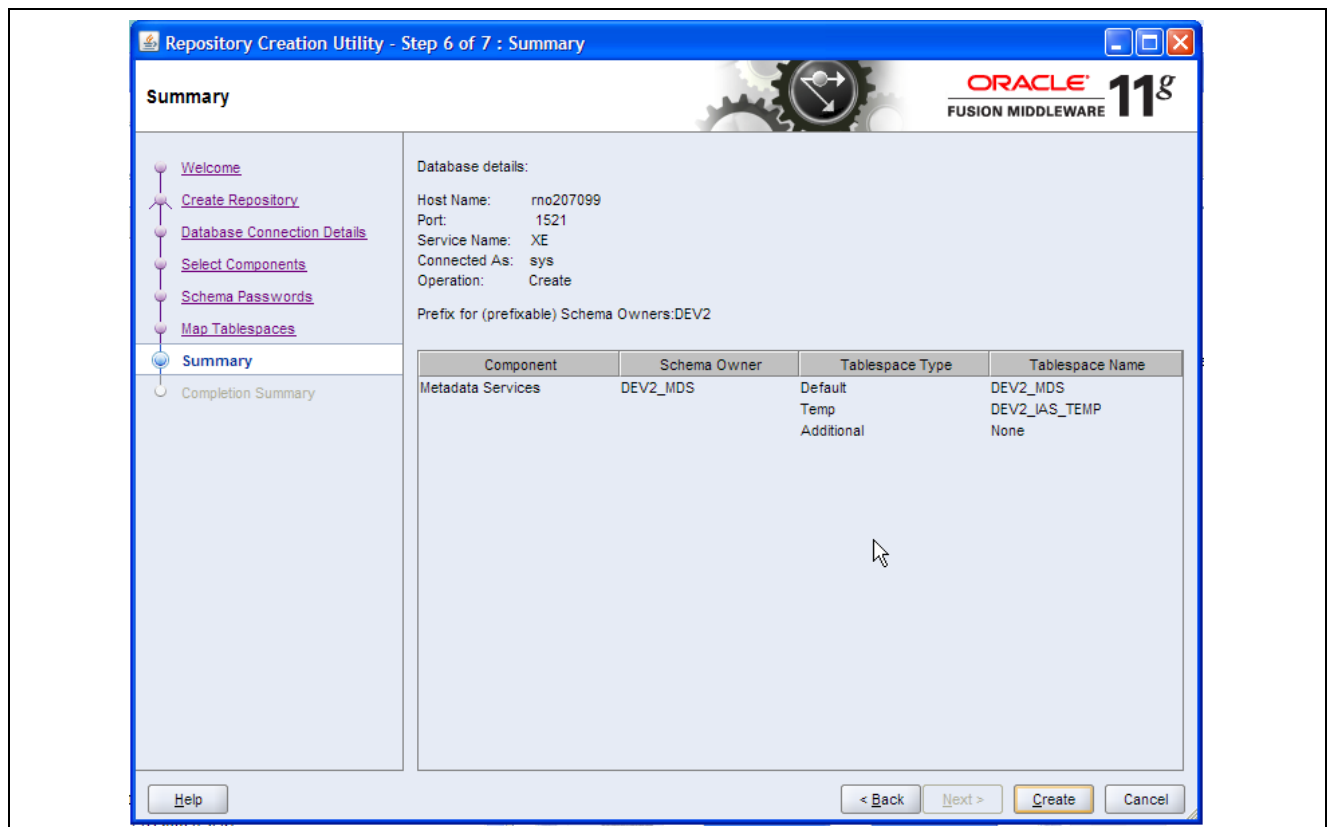 Repository Creation Utility - Step 6 of 7 : Summary
Summary
ORACLE
FUSION MIDDLEWARE 11g
Welcome
Create Repository
Database Connection Details
Select Components
Schema Passwords
Map Tablespaces
Summary
Completion Summary
Database details:
Host Name: rno207099
Port: 1521
Service Name: XE
Connected As: sys
Operation: Create
Prefix for (prefixable) Schema Owners:DEV2
Component Schema Owner Tablespace Type Tablespace Name
Metadata Services DEV2_MDS Default DEV2_MDS
Temp DEV2_IAS_TEMP
Additional None
Help < Back Next > Create Cancel